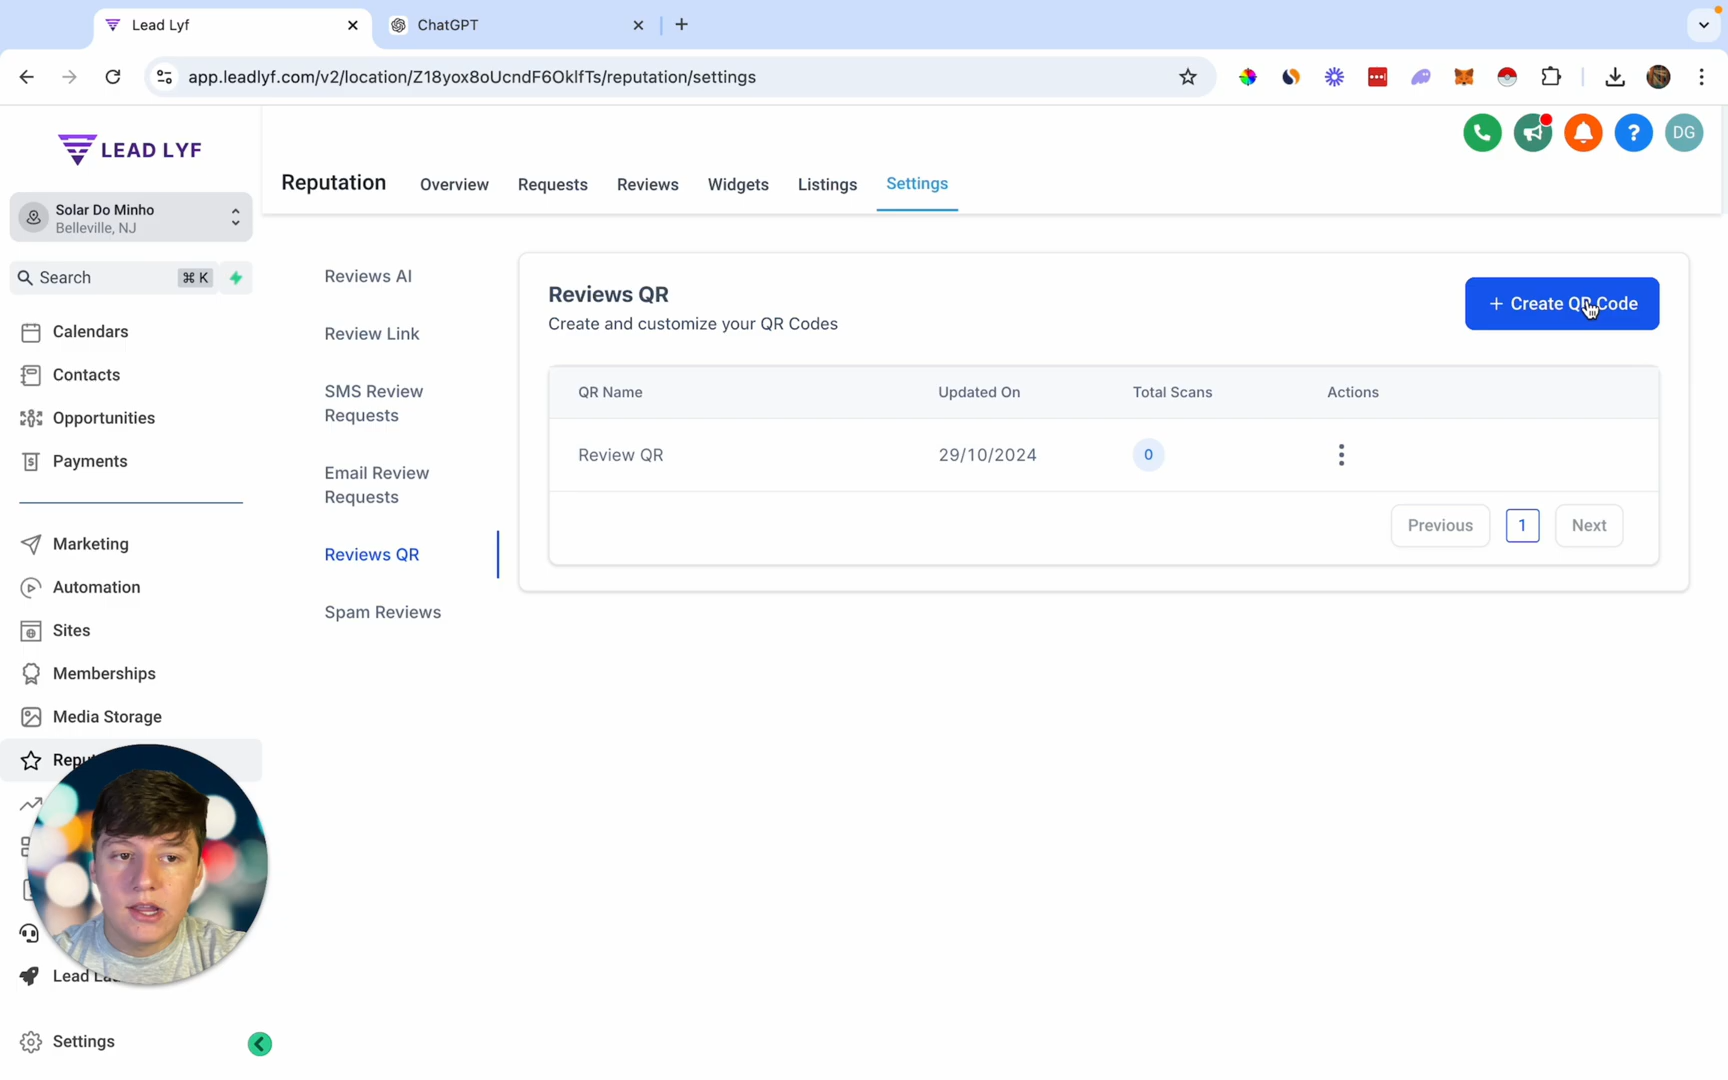 Lead Lyf
ChatGPT
app.leadlyf.com/v2/location/Z18yox8oUcndF6OklfTs/reputation/settings
LEAD LYF
Solar Do Minho
Belleville, NJ
Search
⌘ K
Calendars
Contacts
Opportunities
Payments
Marketing
Automation
Sites
Memberships
Media Storage
Settings
Reputation
Overview
Requests
Reviews
Widgets
Listings
Settings
DG
Reviews AI
Review Link
SMS Review
Requests
Email Review
Requests
Reviews QR
Spam Reviews
Reviews QR
Create and customize your QR Codes
+ Create QR Code
QR Name
Updated On
Total Scans
Actions
Review QR
29/10/2024
0
Previous
1
Next